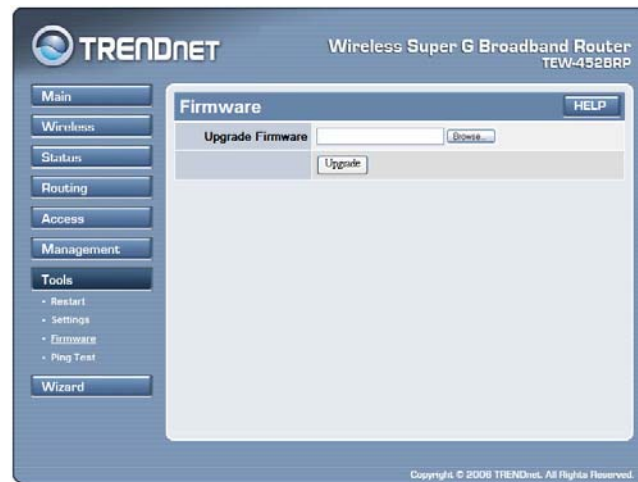 TRENDNET
Wireless Super G Broadband Router
TEW-452BRP
Main
Wireless
Status
Routing
Access
Management
Tools
• Restart
• Settings
• Firmware
• Ping Test
Wizard
Firmware
HELP
Upgrade Firmware
Browse...
Upgrade
Copyright © 2006 TRENDnet. All Rights Reserved.